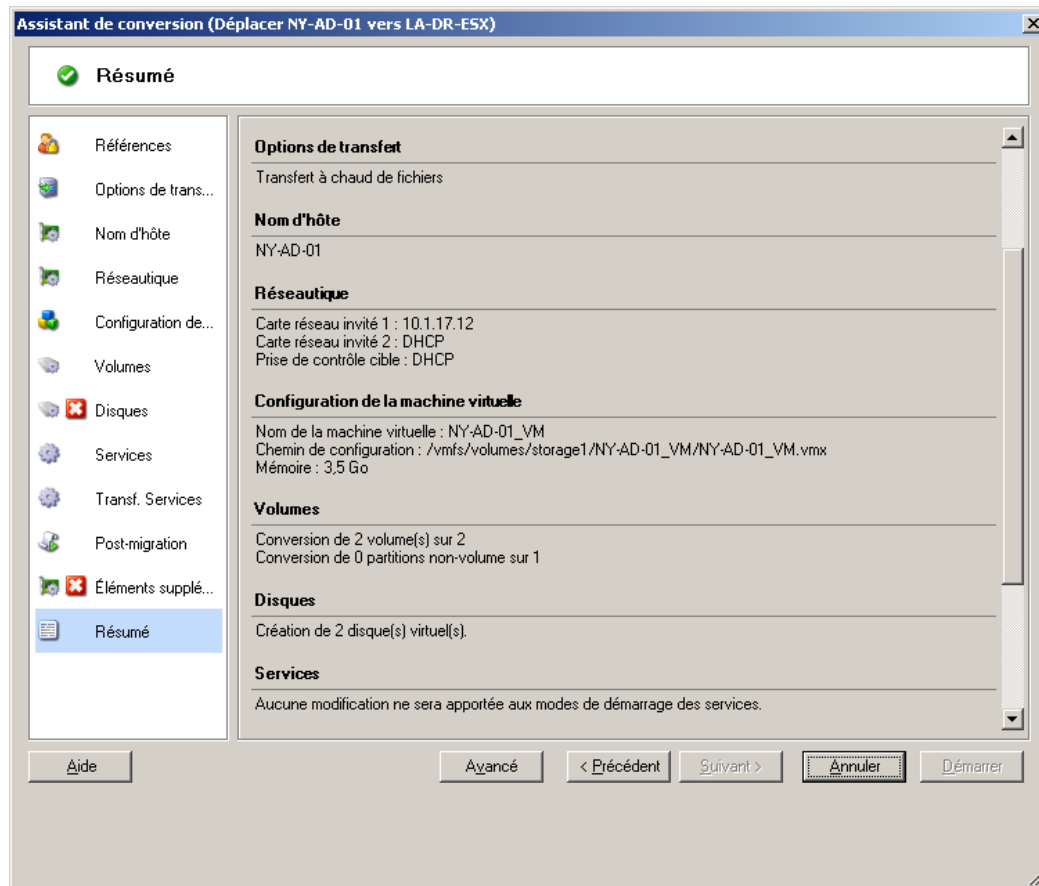 Assistant de conversion (Déplacer NY-AD-01 vers LA-DR-ESX)
Résumé
Références
Options de trans...
Nom d'hôte
Réseautique
Configuration de...
Volumes
Disques
Services
Transf. Services
Post-migration
Éléments supplé...
Résumé
Options de transfert
Transfert à chaud de fichiers
Nom d'hôte
NY-AD-01
Réseautique
Carte réseau invité 1 : 10.1.17.12
Carte réseau invité 2 : DHCP
Prise de contrôle cible : DHCP
Configuration de la machine virtuelle
Nom de la machine virtuelle : NY-AD-01_VM
Chemin de configuration : /vmfs/volumes/storage1/NY-AD-01_VM/NY-AD-01_VM.vmx
Mémoire : 3,5 Go
Volumes
Conversion de 2 volume(s) sur 2
Conversion de 0 partitions non-volume sur 1
Disques
Création de 2 disque(s) virtuel(s).
Services
Aucune modification ne sera apportée aux modes de démarrage des services.
Aide
Avancé
< Précédent
Suivant >
Annuler
Démarrer